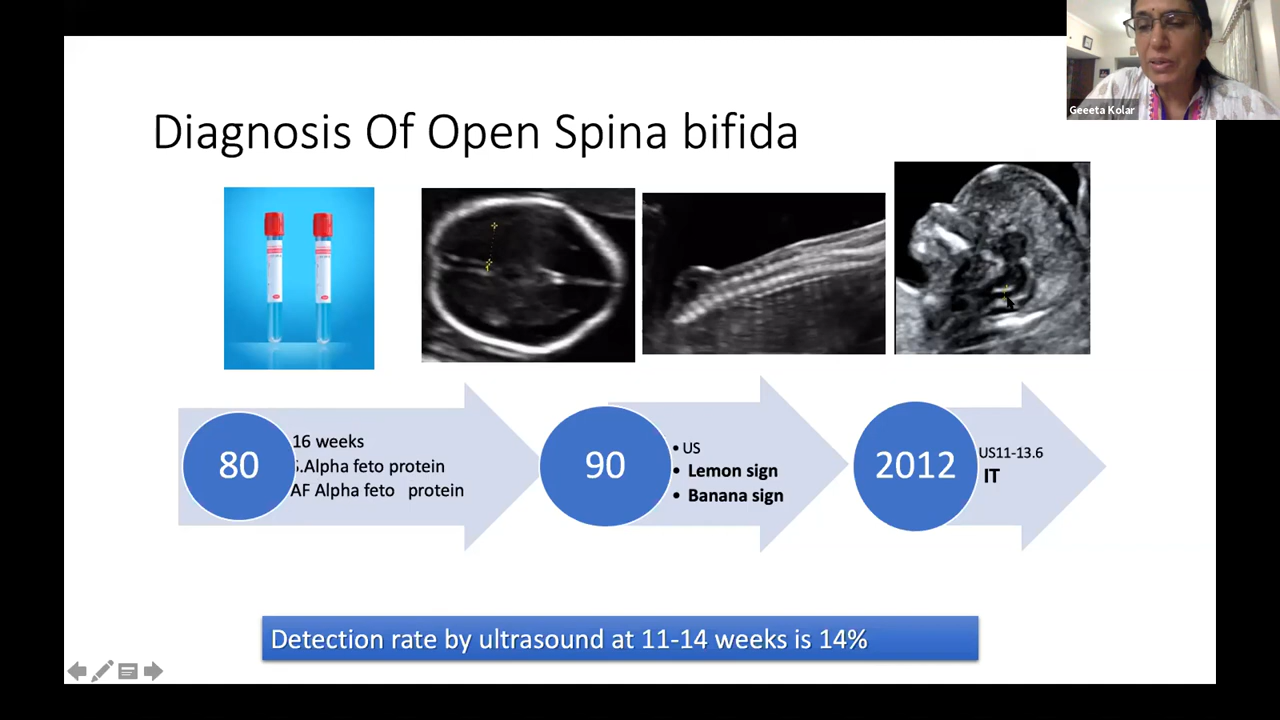 Geeeta Kolar
Diagnosis Of Open Spina bifida
80
16 weeks
S.Alpha feto protein
AF Alpha feto protein
90
• US
• Lemon sign
• Banana sign
2012
US11-13.6
IT
Detection rate by ultrasound at 11-14 weeks is 14%